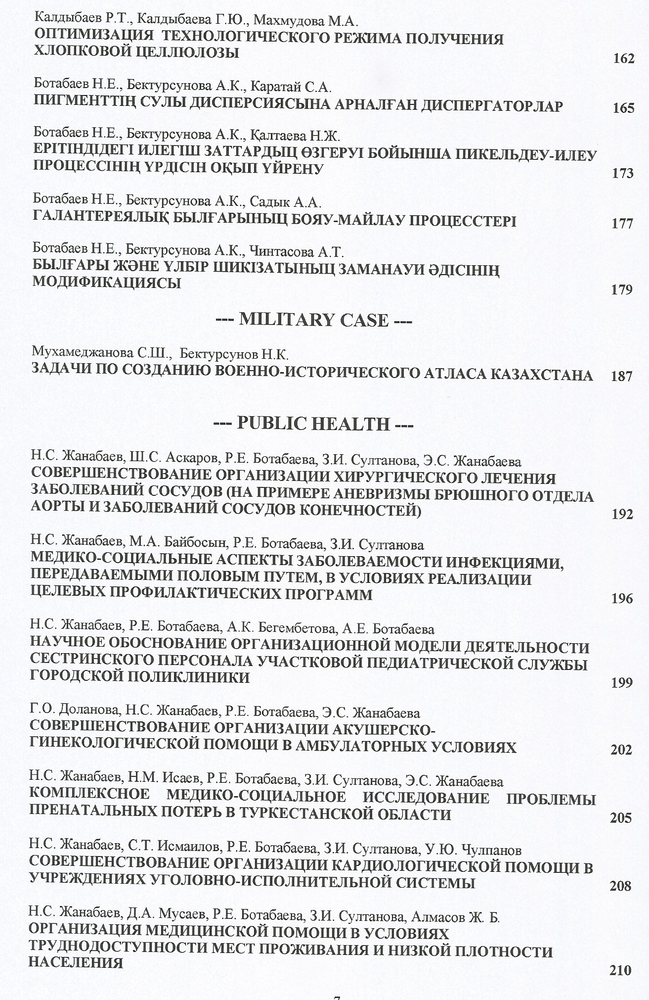 Калдыбаев Р.Т., Калдыбаева Г.Ю., Махмудова М.А.
ОПТИМИЗАЦИЯ ТЕХНОЛОГИЧЕСКОГО РЕЖИМА ПОЛУЧЕНИЯ
ХЛОПКОВОЙ ЦЕЛЛЮЛОЗЫ 162
Ботабаев Н.Е., Бектурсунова А.К., Каратай С.А.
ПИГМЕНТТІҢ СУЛЫ ДИСПЕРСИЯСЫНА АРНАЛҒАН ДИСПЕРГАТОРЛАР 165
Ботабаев Н.Е., Бектурсунова А.К., Қалтаева Н.Ж.
ЕРІТІНДІДЕГІ ИЛЕГІШ ЗАТТАРДЫЦ ӨЗГЕРУІ БОЙЫНША ПИКЕЛЬДЕУ-ИЛЕУ
ПРОЦЕССІНІҢ ҮРДІСІН ОҚЫП ҮЙРЕНУ 173
Ботабаев Н.Е., Бектурсунова А.К., Садык А.А.
ГАЛАНТЕРЕЯЛЫҚ БЫЛҒАРЫНЫЦ БОЯУ-МАЙЛАУ ПРОЦЕССТЕРІ 177
Ботабаев Н.Е., Бектурсунова А.К., Чинтасова А.Т.
БЫЛҒАРЫ ЖӘНЕ ҮЛБІР ШИКІЗАТЫНЫЦ ЗАМАНАУИ ӘДІСІНІҢ
МОДИФИКАЦИЯСЫ 179
--- MILITARY CASE ---
Мухамеджанова С.Ш., Бектурсунов Н.К.
ЗАДАЧИ ПО СОЗДАНИЮ ВОЕННО-ИСТОРИЧЕСКОГО АТЛАСА КАЗАХСТАНА 187
--- PUBLIC HEALTH ---
Н.С. Жанабаев, Ш.С. Аскаров, Р.Е. Ботабаева, З.И. Султанова, Э.С. Жанабаева
СОВЕРШЕНСТВОВАНИЕ ОРГАНИЗАЦИИ ХИРУРГИЧЕСКОГО ЛЕЧЕНИЯ
ЗАБОЛЕВАНИЙ СОСУДОВ (НА ПРИМЕРЕ АНЕВРИЗМЫ БРЮШНОГО ОТДЕЛА
АОРТЫ И ЗАБОЛЕВАНИЙ СОСУДОВ КОНЕЧНОСТЕЙ) 192
Н.С. Жанабаев, М.А. Байбосын, Р.Е. Ботабаева, З.И. Султанова
МЕДИКО-СОЦИАЛЬНЫЕ АСПЕКТЫ ЗАБОЛЕВАЕМОСТИ ИНФЕКЦИЯМИ,
ПЕРЕДАВАЕМЫМИ ПОЛОВЫМ ПУТЕМ, В УСЛОВИЯХ РЕАЛИЗАЦИИ
ЦЕЛЕВЫХ ПРОФИЛАКТИЧЕСКИХ ПРОГРАММ 196
Н.С. Жанабаев, Р.Е. Ботабаева, А.К. Бегембетова, А.Е. Ботабаева
НАУЧНОЕ ОБОСНОВАНИЕ ОРГАНИЗАЦИОННОЙ МОДЕЛИ ДЕЯТЕЛЬНОСТИ
СЕСТРИНСКОГО ПЕРСОНАЛА УЧАСТКОВОЙ ПЕДИАТРИЧЕСКОЙ СЛУЖБЫ
ГОРОДСКОЙ ПОЛИКЛИНИКИ 199
Г.О. Доланова, Н.С. Жанабаев, Р.Е. Ботабаева, Э.С. Жанабаева
СОВЕРШЕНСТВОВАНИЕ ОРГАНИЗАЦИИ АКУШЕРСКО-
ГИНЕКОЛОГИЧЕСКОЙ ПОМОЩИ В АМБУЛАТОРНЫХ УСЛОВИЯХ 202
Н.С. Жанабаев, Н.М. Исаев, Р.Е. Ботабаева, З.И. Султанова, Э.С. Жанабаева
КОМПЛЕКСНОЕ МЕДИКО-СОЦИАЛЬНОЕ ИССЛЕДОВАНИЕ ПРОБЛЕМЫ
ПРЕНАТАЛЬНЫХ ПОТЕРЬ В ТУРКЕСТАНСКОЙ ОБЛАСТИ 205
Н.С. Жанабаев, С.Т. Исмаилов, Р.Е. Ботабаева, З.И. Султанова, У.Ю. Чулпанов
СОВЕРШЕНСТВОВАНИЕ ОРГАНИЗАЦИИ КАРДИОЛОГИЧЕСКОЙ ПОМОЩИ В
УЧРЕЖДЕНИЯХ УГОЛОВНО-ИСПОЛНИТЕЛЬНОЙ СИСТЕМЫ 208
Н.С. Жанабаев, Д.А. Мусаев, Р.Е. Ботабаева, З.И. Султанова, Алмасов Ж. Б.
ОРГАНИЗАЦИЯ МЕДИЦИНСКОЙ ПОМОЩИ В УСЛОВИЯХ
ТРУДНОДОСТУПНОСТИ МЕСТ ПРОЖИВАНИЯ И НИЗКОЙ ПЛОТНОСТИ
НАСЕЛЕНИЯ 210
7